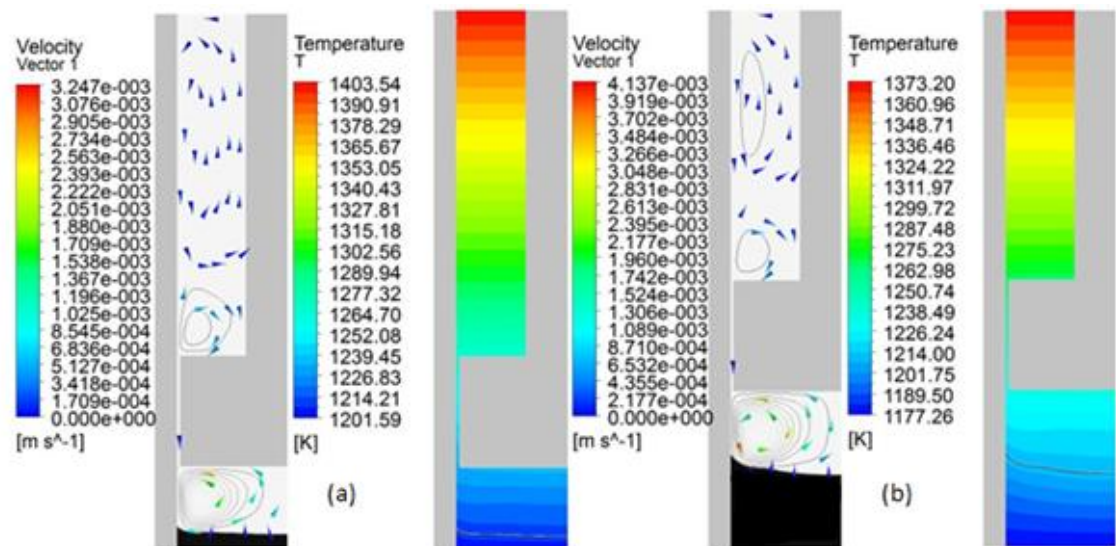 Velocity
Vector 1
3.247e-003
3.076e-003
2.905e-003
2.734e-003
2.563e-003
2.393e-003
2.222e-003
2.051e-003
1.880e-003
1.709e-003
1.538e-003
1.367e-003
1.196e-003
1.025e-003
8.545e-004
6.836e-004
5.127e-004
3.418e-004
1.709e-004
0.000e+000
[m s^-1]
Temperature
T
1403.54
1390.91
1378.29
1365.67
1353.05
1340.43
1327.81
1315.18
1302.56
1289.94
1277.32
1264.70
1252.08
1239.45
1226.83
1214.21
1201.59
[K]
(a)
Velocity
Vector 1
4.137e-003
3.919e-003
3.702e-003
3.484e-003
3.266e-003
3.048e-003
2.831e-003
2.613e-003
2.395e-003
2.177e-003
1.960e-003
1.742e-003
1.524e-003
1.306e-003
1.089e-003
8.710e-004
6.532e-004
4.355e-004
2.177e-004
0.000e+000
[m s^-1]
Temperature
T
1373.20
1360.96
1348.71
1336.46
1324.22
1311.97
1299.72
1287.48
1275.23
1262.98
1250.74
1238.49
1226.24
1214.00
1201.75
1189.50
1177.26
[K]
(b)